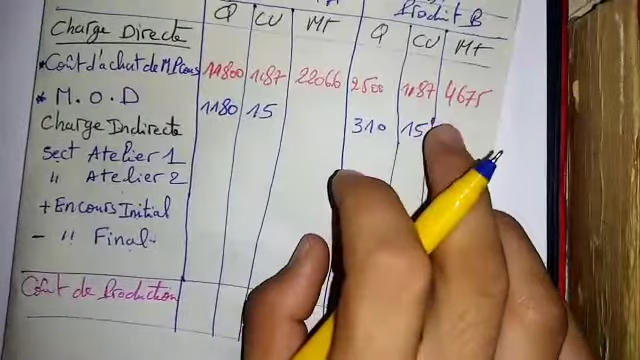 Produit B
Q CU Mt Q CU Mt
Charge Directe
* Coût d'achat de M.P Cons 11800 1,87 22066 2500 1,87 4675
* M.O.D 1180 15 310 15
Charge Indirecte
sect Atelier 1
" Atelier 2
+ Encours Initial
- " Final
Coût de Production